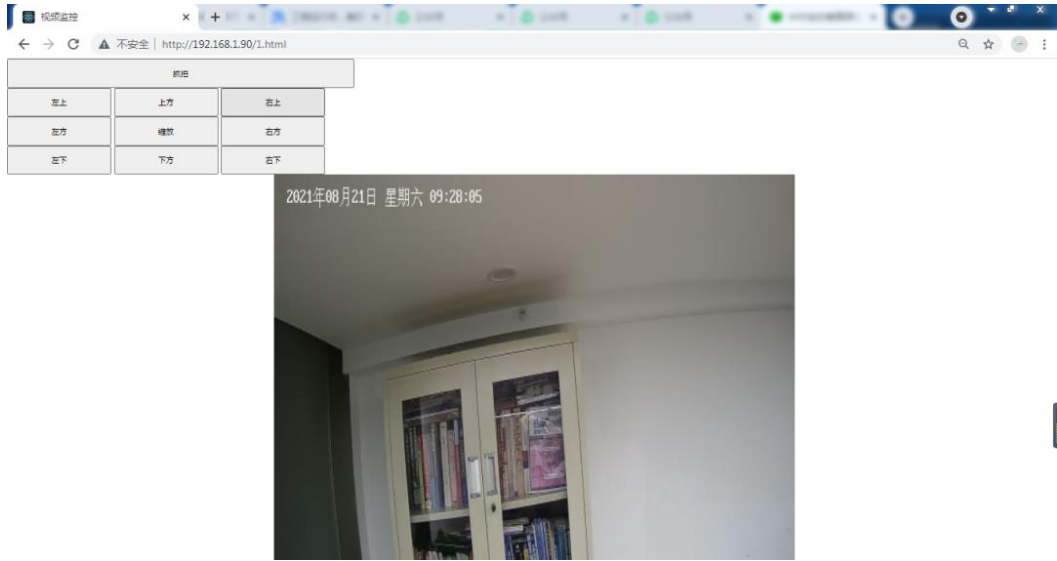 视频监控
不安全 http://192.168.1.90/1.html
抓拍
左上 上方 右上
左方 缩放 右方
左下 下方 右下
2021年08月21日 星期六 09:28:05